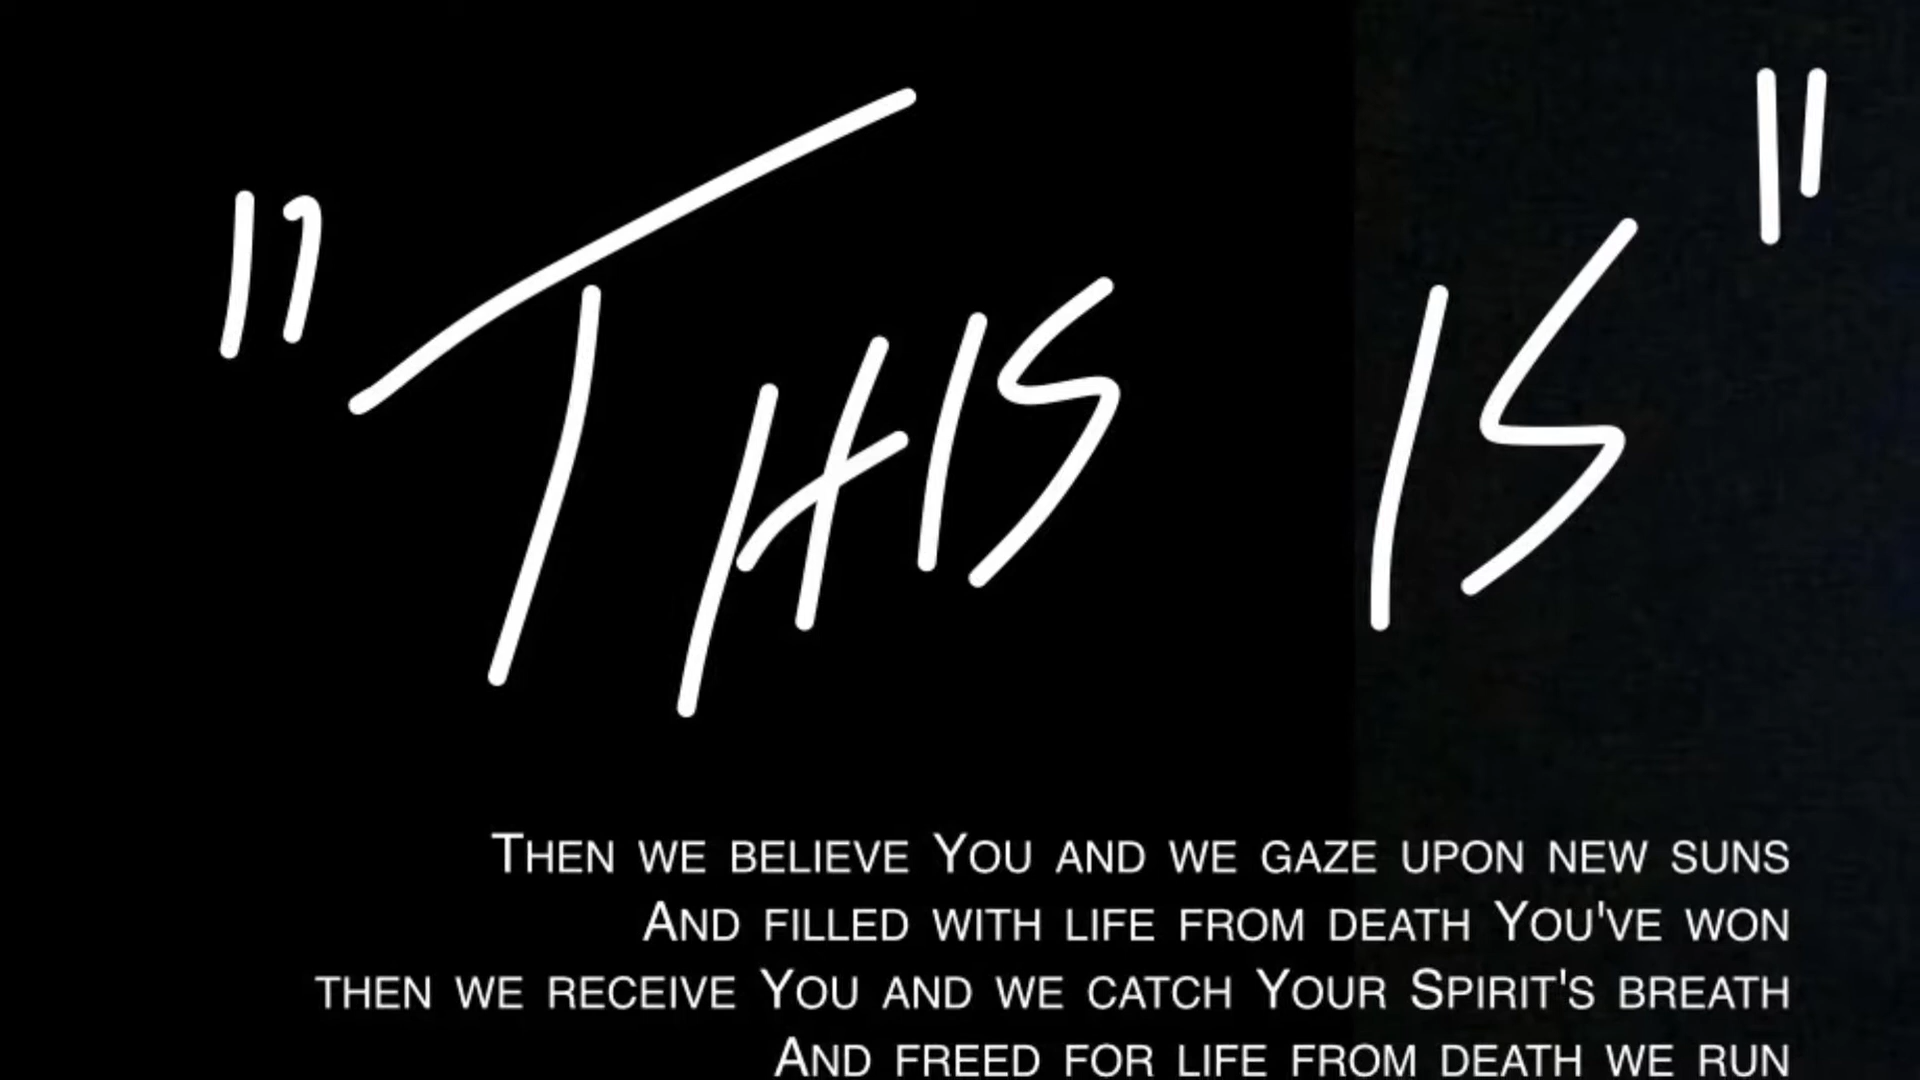 "THIS IS"
Then we believe You and we gaze upon new suns
And filled with life from death You've won
then we receive You and we catch Your Spirit's breath
And freed for life from death we run